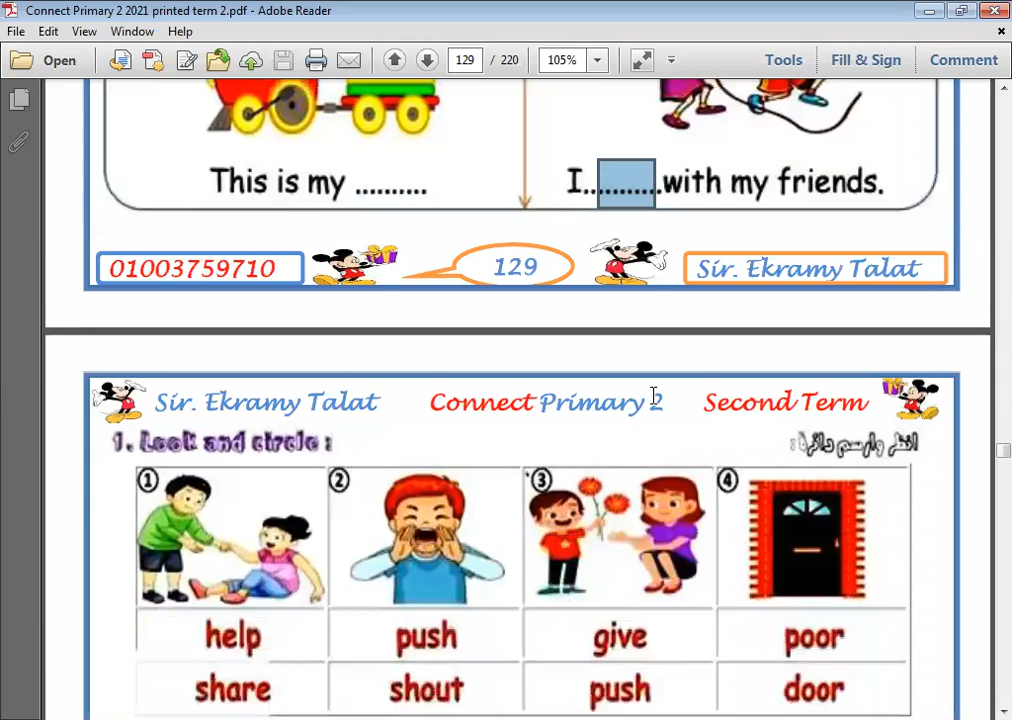 Connect Primary 2 2021 printed term 2.pdf - Adobe Reader
File Edit View Window Help
Open 129 / 220 105% Tools Fill & Sign Comment
This is my ..........
I...........with my friends.
01003759710 129 Sir. Ekramy Talat
Sir. Ekramy Talat Connect Primary 2 Second Term
1. Look and circle : انظر وارسم دائرة :
1 2 3 4
help push give poor
share shout push door